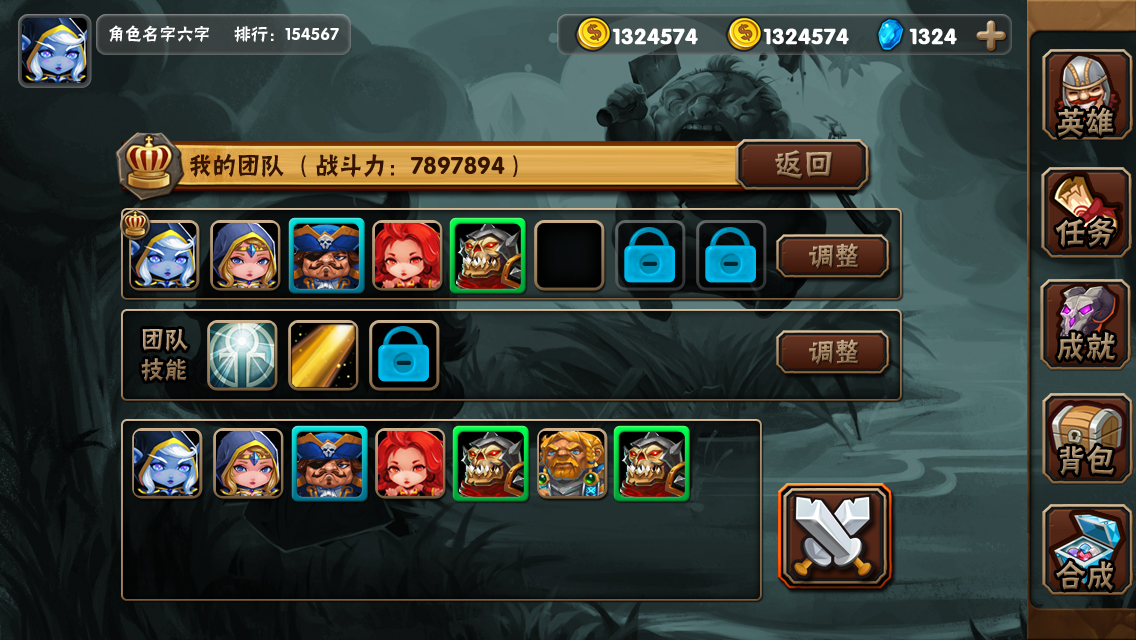 角色名字六字 排行：154567
1324574
1324574
1324
我的团队（战斗力：7897894）
返回
调整
团队
技能
调整
英雄
任务
成就
背包
合成